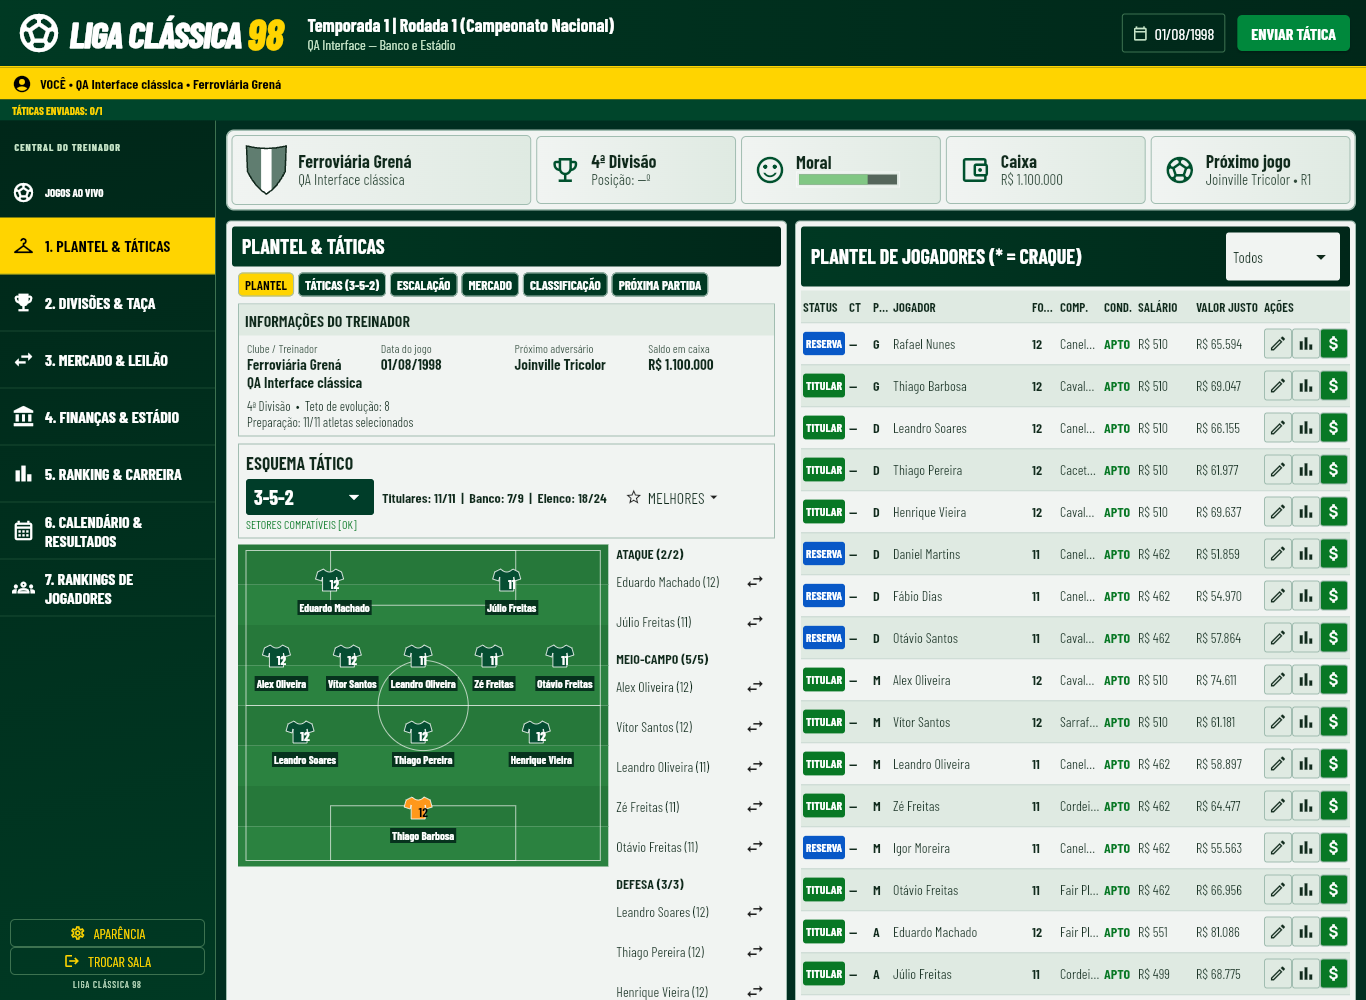 LIGA CLÁSSICA 98
Temporada 1 | Rodada 1 (Campeonato Nacional)
QA Interface — Banco e Estádio
01/08/1998
ENVIAR TÁTICA
VOCÊ • QA Interface clássica • Ferroviária Grená
TÁTICAS ENVIADAS: 0/1
CENTRAL DO TREINADOR
JOGOS AO VIVO
1. PLANTEL & TÁTICAS
2. DIVISÕES & TAÇA
3. MERCADO & LEILÃO
4. FINANÇAS & ESTÁDIO
5. RANKING & CARREIRA
6. CALENDÁRIO &
RESULTADOS
7. RANKINGS DE
JOGADORES
APARÊNCIA
TROCAR SALA
LIGA CLÁSSICA 98
Ferroviária Grená
QA Interface clássica
4ª Divisão
Posição: —º
Moral
Caixa
R$ 1.100.000
Próximo jogo
Joinville Tricolor • R1
PLANTEL & TÁTICAS
PLANTEL
TÁTICAS (3-5-2)
ESCALAÇÃO
MERCADO
CLASSIFICAÇÃO
PRÓXIMA PARTIDA
INFORMAÇÕES DO TREINADOR
Clube / Treinador Data do jogo Próximo adversário Saldo em caixa
Ferroviária Grená 01/08/1998 Joinville Tricolor R$ 1.100.000
QA Interface clássica
4ª Divisão • Teto de evolução: 8
Preparação: 11/11 atletas selecionados
ESQUEMA TÁTICO
3-5-2
Titulares: 11/11 | Banco: 7/9 | Elenco: 18/24
MELHORES
SETORES COMPATÍVEIS [OK]
12 11
Eduardo Machado Júlio Freitas
12 12 11 11 11
Alex Oliveira Vítor Santos Leandro Oliveira Zé Freitas Otávio Freitas
12 12 12
Leandro Soares Thiago Pereira Henrique Vieira
12
Thiago Barbosa
ATAQUE (2/2)
Eduardo Machado (12)
Júlio Freitas (11)
MEIO-CAMPO (5/5)
Alex Oliveira (12)
Vítor Santos (12)
Leandro Oliveira (11)
Zé Freitas (11)
Otávio Freitas (11)
DEFESA (3/3)
Leandro Soares (12)
Thiago Pereira (12)
Henrique Vieira (12)
PLANTEL DE JOGADORES (* = CRAQUE)
Todos
STATUS CT P... JOGADOR FO... COMP. COND. SALÁRIO VALOR JUSTO AÇÕES
RESERVA – G Rafael Nunes 12 Canel... APTO R$ 510 R$ 65.594 $
TITULAR – G Thiago Barbosa 12 Caval... APTO R$ 510 R$ 69.047 $
TITULAR – D Leandro Soares 12 Canel... APTO R$ 510 R$ 66.155 $
TITULAR – D Thiago Pereira 12 Cacet... APTO R$ 510 R$ 61.977 $
TITULAR – D Henrique Vieira 12 Caval... APTO R$ 510 R$ 69.637 $
RESERVA – D Daniel Martins 11 Canel... APTO R$ 462 R$ 51.859 $
RESERVA – D Fábio Dias 11 Canel... APTO R$ 462 R$ 54.970 $
RESERVA – D Otávio Santos 11 Caval... APTO R$ 462 R$ 57.864 $
TITULAR – M Alex Oliveira 12 Caval... APTO R$ 510 R$ 74.611 $
TITULAR – M Vítor Santos 12 Sarraf... APTO R$ 510 R$ 61.181 $
TITULAR – M Leandro Oliveira 11 Canel... APTO R$ 462 R$ 58.897 $
TITULAR – M Zé Freitas 11 Cordei... APTO R$ 462 R$ 64.477 $
RESERVA – M Igor Moreira 11 Canel... APTO R$ 462 R$ 55.563 $
TITULAR – M Otávio Freitas 11 Fair Pl... APTO R$ 462 R$ 66.956 $
TITULAR – A Eduardo Machado 12 Fair Pl... APTO R$ 551 R$ 81.086 $
TITULAR – A Júlio Freitas 11 Cordei... APTO R$ 499 R$ 68.775 $